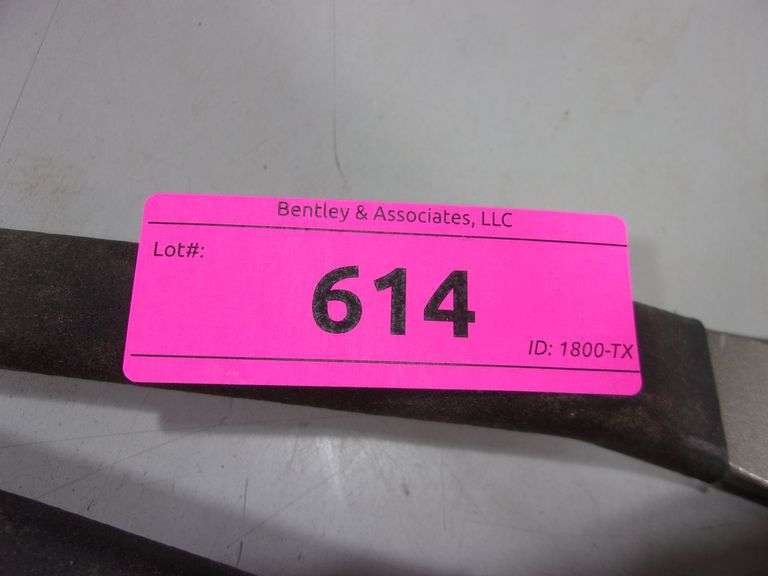 Bentley & Associates, LLC
Lot#:
614
ID: 1800-TX